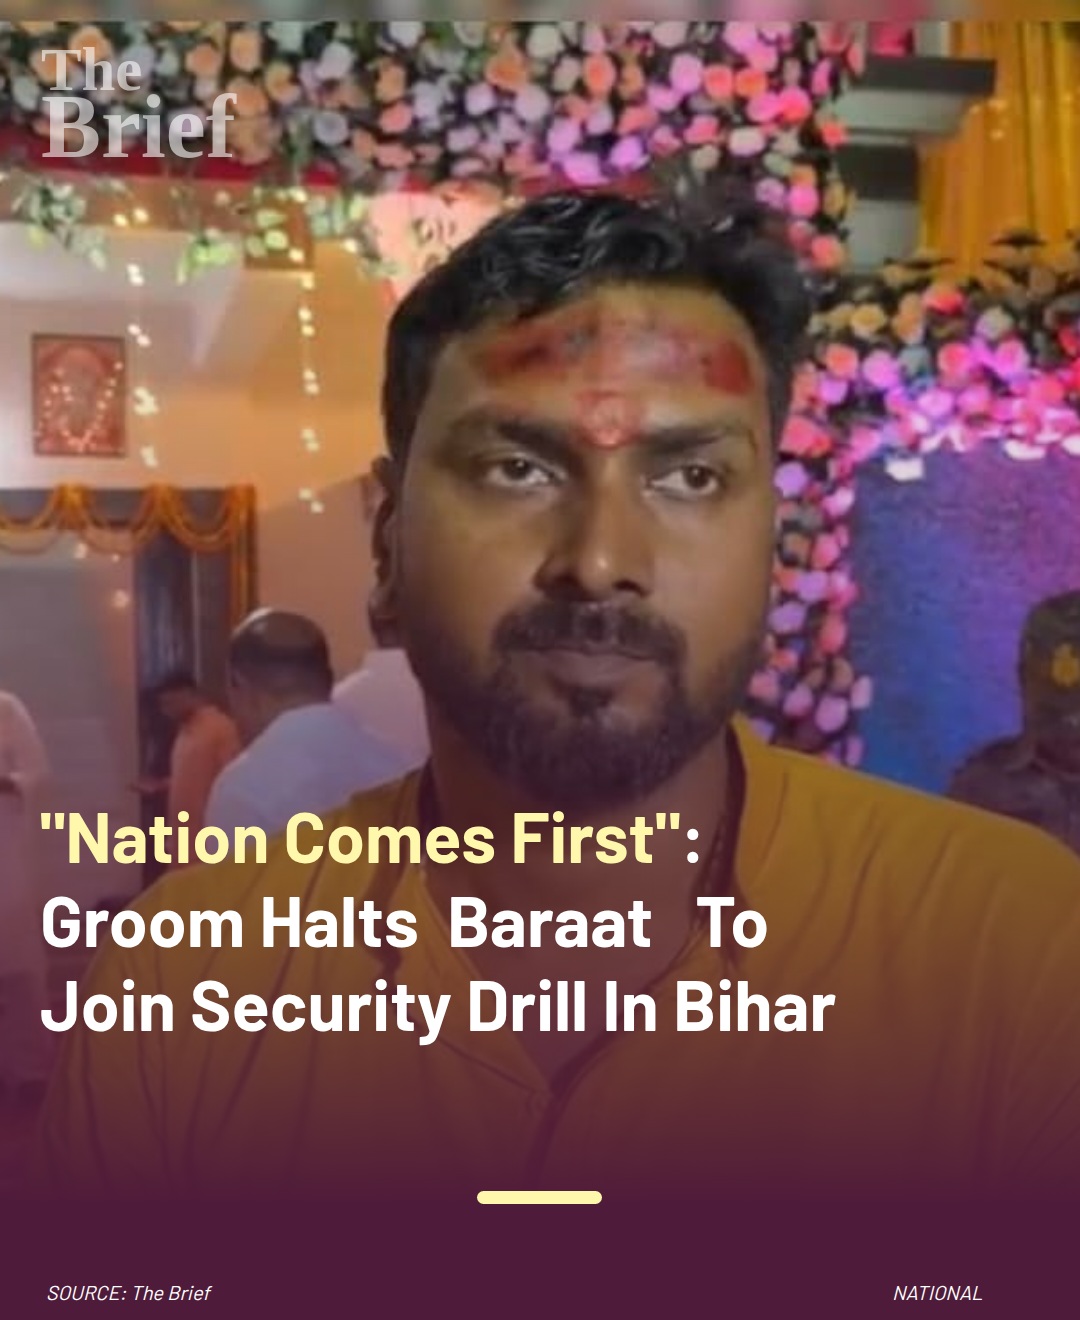 The
Brief
"Nation Comes First":
Groom Halts Baraat To
Join Security Drill In Bihar
SOURCE: The Brief
NATIONAL